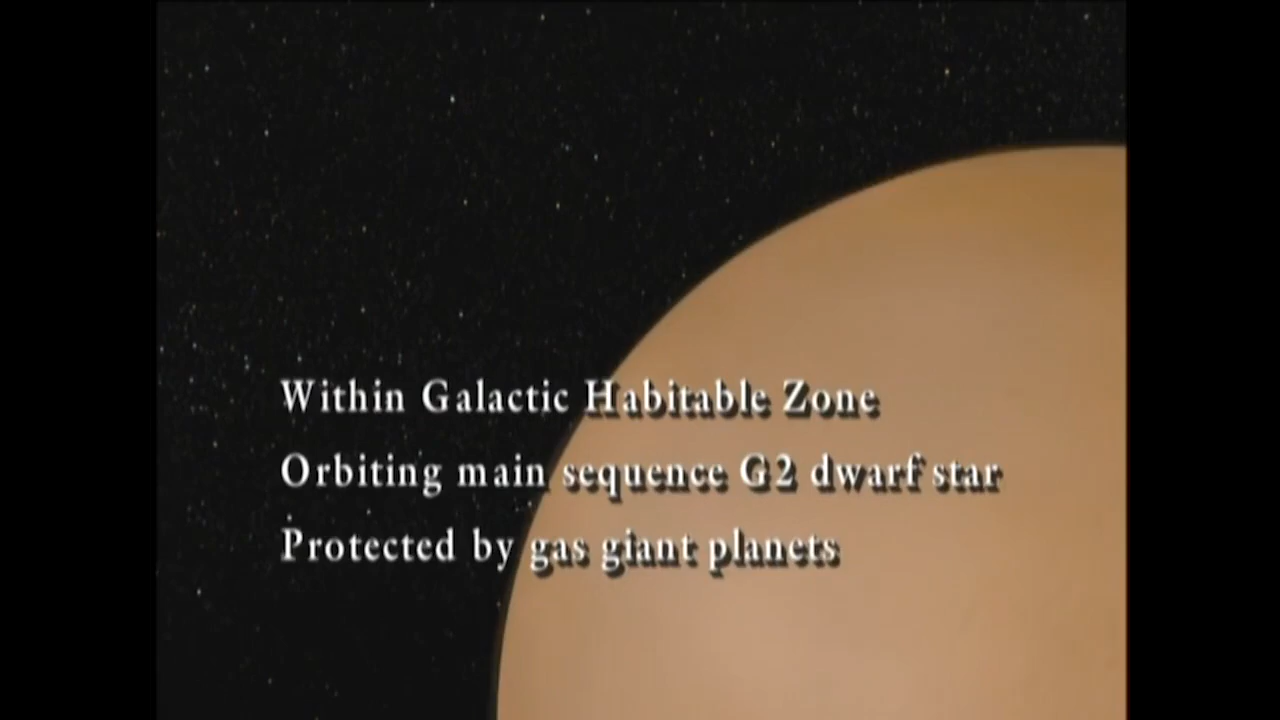 Within Galactic Habitable Zone
Orbiting main sequence G2 dwarf star
Protected by gas giant planets